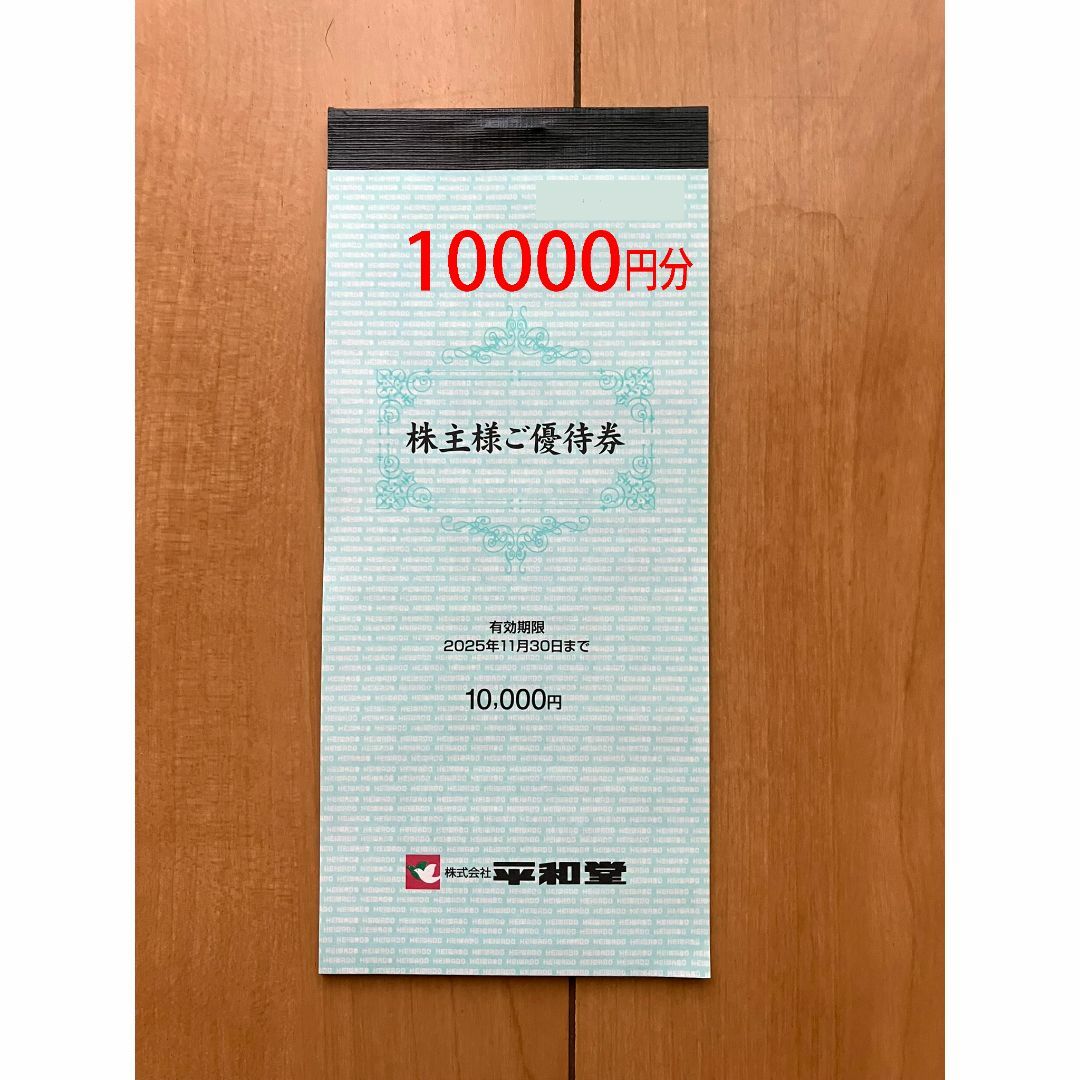 10000円分
株主様ご優待券
有効期限
2025年11月30日まで
10,000円
株式会社 平和堂